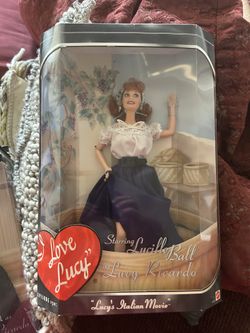 I Love
Lucy
Starring Lucille Ball
as "Lucy Ricardo"
"Lucy's Italian Movie"